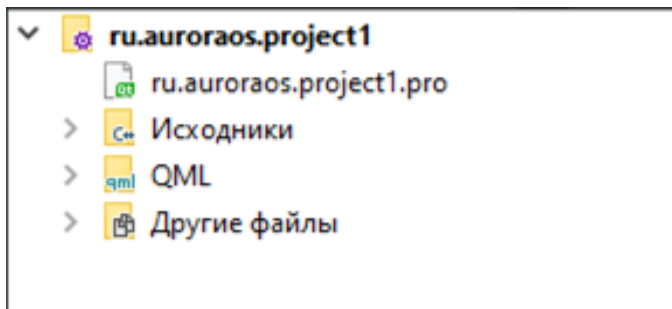 ru.auroraos.project1
ru.auroraos.project1.pro
Исходники
QML
Другие файлы